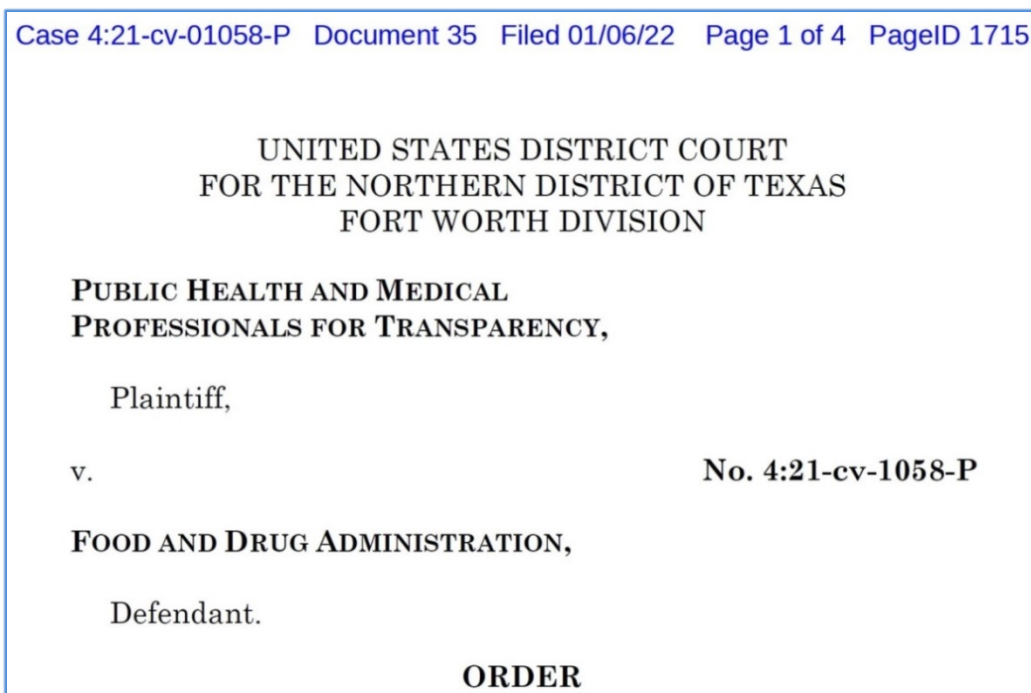 Case 4:21-cv-01058-P Document 35 Filed 01/06/22 Page 1 of 4 PageID 1715
UNITED STATES DISTRICT COURT
FOR THE NORTHERN DISTRICT OF TEXAS
FORT WORTH DIVISION
PUBLIC HEALTH AND MEDICAL
PROFESSIONALS FOR TRANSPARENCY,
Plaintiff,
v.
No. 4:21-cv-1058-P
FOOD AND DRUG ADMINISTRATION,
Defendant.
ORDER